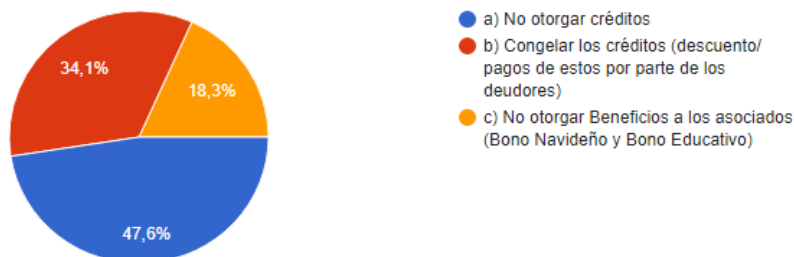 34,1%
18,3%
47,6%
a) No otorgar créditos
b) Congelar los créditos (descuento/
pagos de estos por parte de los
deudores)
c) No otorgar Beneficios a los asociados
(Bono Navideño y Bono Educativo)